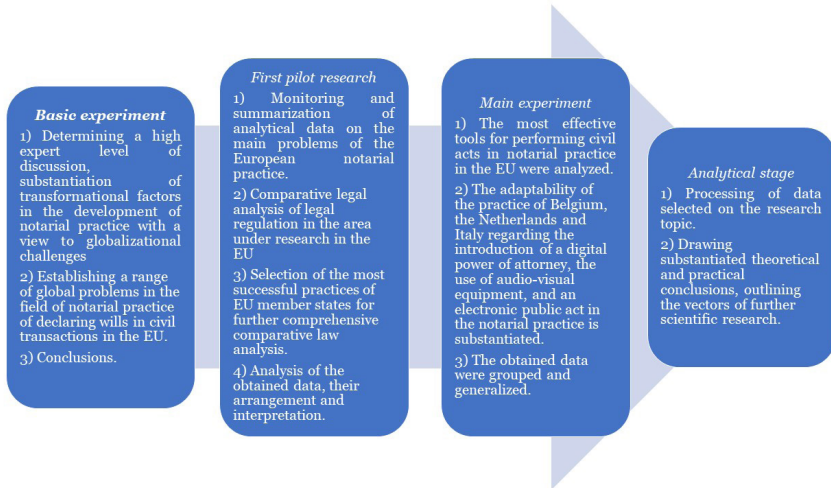 Basic experiment
1) Determining a high
expert level of
discussion,
substantiation of
transformational factors
in the development of
notarial practice with a
view to globalizational
challenges
2) Establishing a range
of global problems in the
field of notarial practice
of declaring wills in civil
transactions in the EU.
3) Conclusions.
First pilot research
1) Monitoring and
summarization of
analytical data on the
main problems of the
European notarial
practice.
2) Comparative legal
analysis of legal
regulation in the area
under research in the
EU
3) Selection of the most
successful practices of
EU member states for
further comprehensive
comparative law
analysis.
4) Analysis of the
obtained data, their
arrangement and
interpretation.
Main experiment
1) The most effective
tools for performing civil
acts in notarial practice
in the EU were analyzed.
2) The adaptability of
the practice of Belgium,
the Netherlands and
Italy regarding the
introduction of a digital
power of attorney, the
use of audio-visual
equipment, and an
electronic public act in
the notarial practice is
substantiated.
3) The obtained data
were grouped and
generalized.
Analytical stage
1) Processing of data
selected on the research
topic.
2) Drawing
substantiated theoretical
and practical
conclusions, outlining
the vectors of further
scientific research.